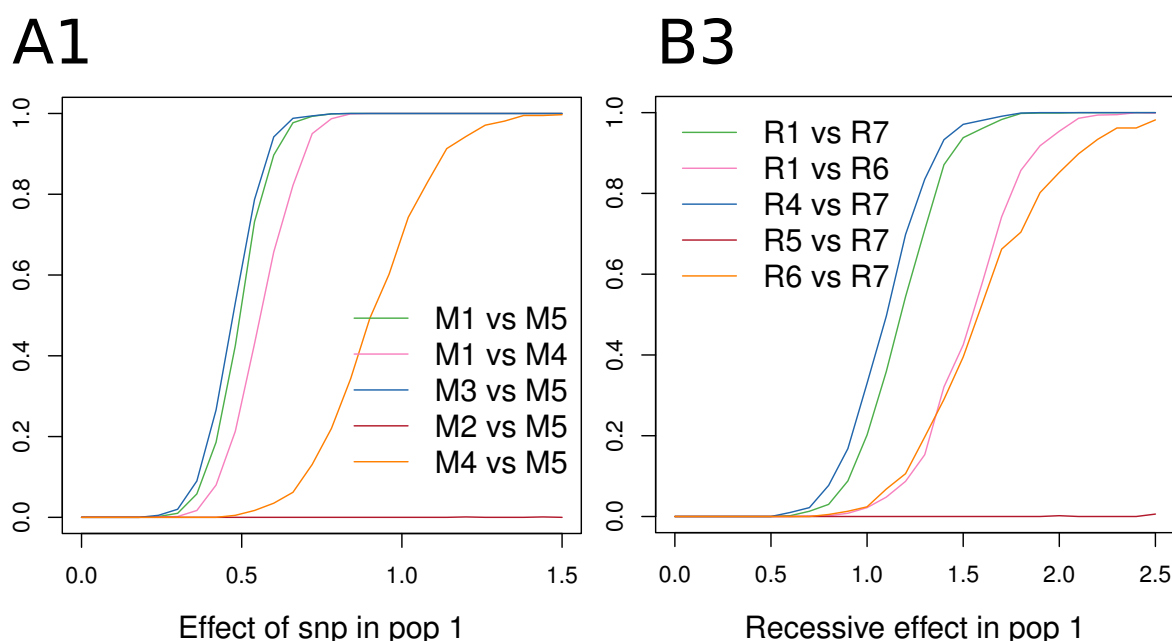 A1
B3
1.0
0.8
0.6
0.4
0.2
0.0
M1 vs M5
M1 vs M4
M3 vs M5
M2 vs M5
M4 vs M5
0.0 0.5 1.0 1.5
Effect of snp in pop 1
1.0
0.8
0.6
0.4
0.2
0.0
R1 vs R7
R1 vs R6
R4 vs R7
R5 vs R7
R6 vs R7
0.0 0.5 1.0 1.5 2.0 2.5
Recessive effect in pop 1